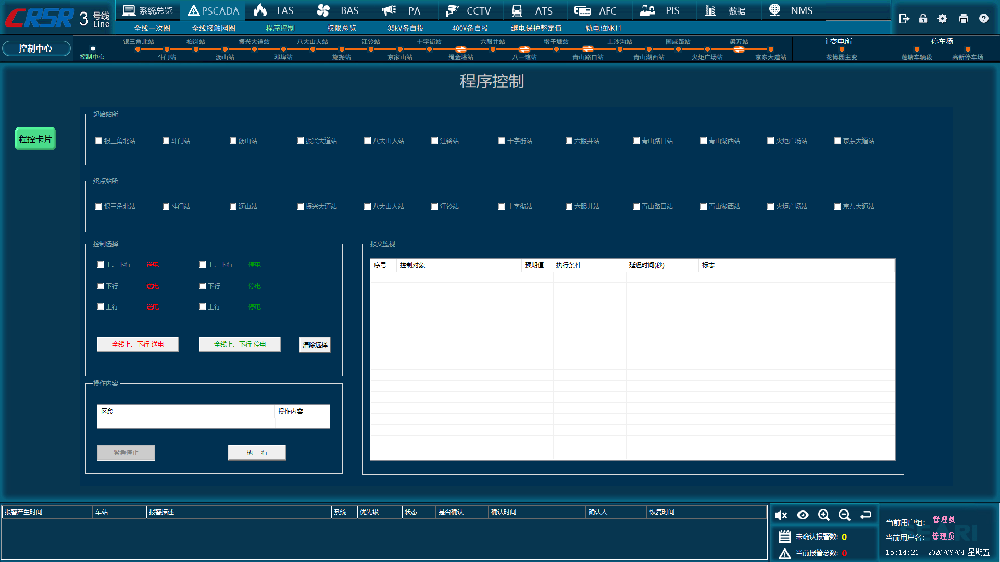 CRSR 3 号线 Line
系统总览 PSCADA FAS BAS PA CCTV ATS AFC PIS 数据 NMS
全线一次图 全线接触网图 程序控制 权限总览 35kV备自投 400V备自投 继电保护整定值 轨电位NK11
控制中心
控制中心
银三角北站 柏岗站 振兴大道站 八大山人站 江铃站 十字街站 六眼井站 墩子塘站 上沙沟站 国威路站 梁万站 主变电所 停车场
斗门站 沥山站 邓埠站 施尧站 京家山站 绳金塔站 八一馆站 青山路口站 青山湖西站 火炬广场站 京东大道站 花博园主变 莲塘车辆段 高新停车场
程序控制
程控卡片
起始站所
银三角北站 斗门站 沥山站 振兴大道站 八大山人站 江铃站 十字街站 六眼井站 青山路口站 青山湖西站 火炬广场站 京东大道站
终点站所
银三角北站 斗门站 沥山站 振兴大道站 八大山人站 江铃站 十字街站 六眼井站 青山路口站 青山湖西站 火炬广场站 京东大道站
控制选择
上、下行 送电 上、下行 停电
下行 送电 下行 停电
上行 送电 上行 停电
全线上、下行 送电 全线上、下行 停电 清除选择
操作内容
区段 操作内容
紧急停止 执 行
报文监视
序号 控制对象 预期值 执行条件 延迟时间(秒) 标志
报警产生时间 车站 报警描述 系统 优先级 状态 是否确认 确认时间 确认人 恢复时间
未确认报警数: 0
当前报警总数: 0
SEARI
当前用户组: 管理员
当前用户名: 管理员
15:14:21 2020/09/04 星期五